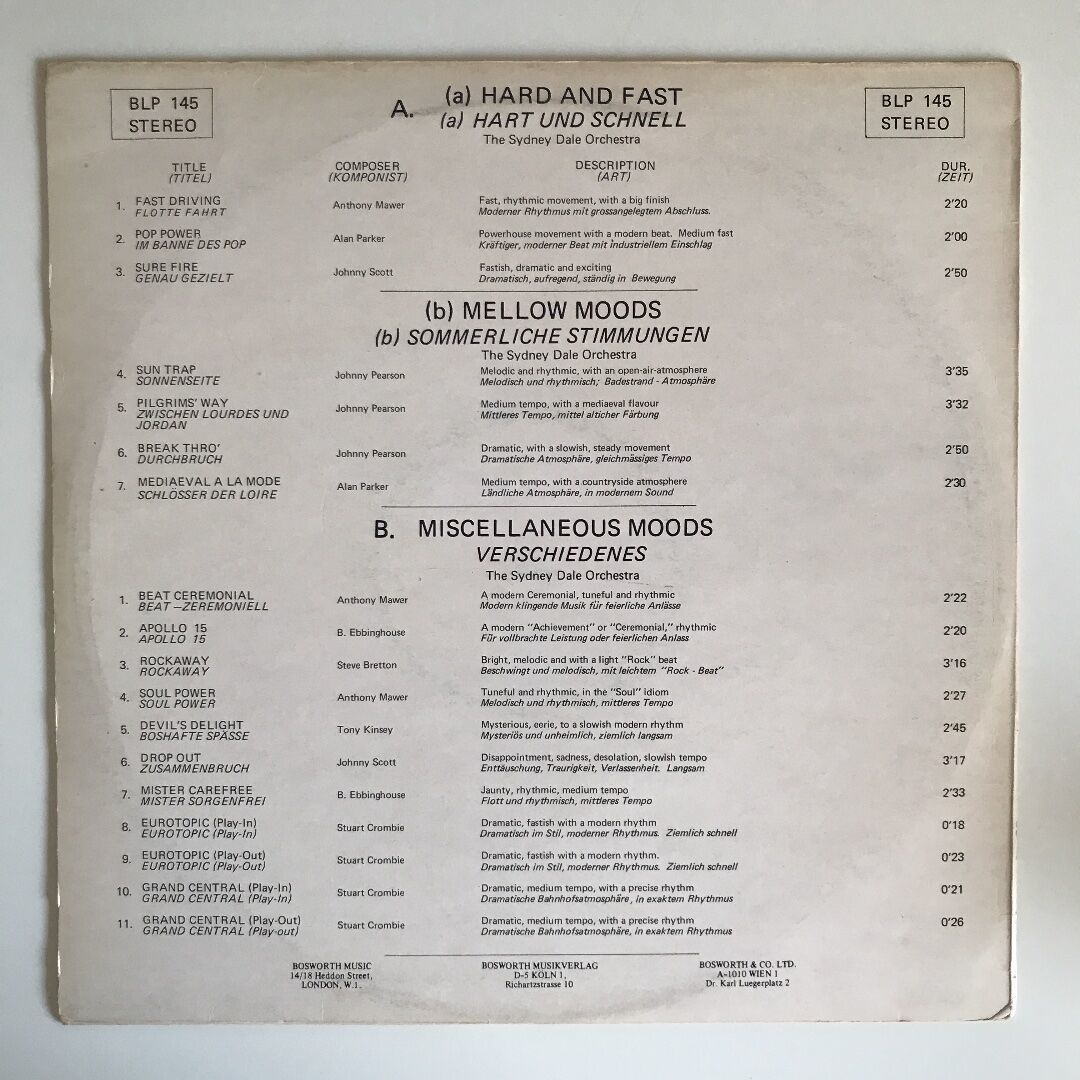 BLP 145
STEREO
A. (a) HARD AND FAST
(a) HART UND SCHNELL
The Sydney Dale Orchestra
BLP 145
STEREO
TITLE COMPOSER DESCRIPTION DUR.
(TITEL) (KOMPONIST) (ART) (ZEIT)
1. FAST DRIVING Anthony Mawer Fast, rhythmic movement, with a big finish 2'20
FLOTTE FAHRT Moderner Rhythmus mit grossangelegtem Abschluss.
2. POP POWER Alan Parker Powerhouse movement with a modern beat. Medium fast 2'00
IM BANNE DES POP Kräftiger, moderner Beat mit industriellem Einschlag
3. SURE FIRE Johnny Scott Fastish, dramatic and exciting 2'50
GENAU GEZIELT Dramatisch, aufregend, ständig in Bewegung
(b) MELLOW MOODS
(b) SOMMERLICHE STIMMUNGEN
The Sydney Dale Orchestra
4. SUN TRAP Johnny Pearson Melodic and rhythmic, with an open-air-atmosphere 3'35
SONNENSEITE Melodisch und rhythmisch; Badestrand - Atmosphäre
5. PILGRIMS' WAY Johnny Pearson Medium tempo, with a mediaeval flavour 3'32
ZWISCHEN LOURDES UND Mittleres Tempo, mittel alticher Färbung
JORDAN
6. BREAK THRO' Johnny Pearson Dramatic, with a slowish, steady movement 2'50
DURCHBRUCH Dramatische Atmosphäre, gleichmässiges Tempo
7. MEDIAEVAL A LA MODE Alan Parker Medium tempo, with a countryside atmosphere 2'30
SCHLÖSSER DER LOIRE Ländliche Atmosphäre, in modernem Sound
B. MISCELLANEOUS MOODS
VERSCHIEDENES
The Sydney Dale Orchestra
1. BEAT CEREMONIAL Anthony Mawer A modern Ceremonial, tuneful and rhythmic 2'22
BEAT –ZEREMONIELL Modern klingende Musik für feierliche Anlässe
2. APOLLO 15 B. Ebbinghouse A modern "Achievement" or "Ceremonial," rhythmic 2'20
APOLLO 15 Für vollbrachte Leistung oder feierlichen Anlass
3. ROCKAWAY Steve Bretton Bright, melodic and with a light "Rock" beat 3'16
ROCKAWAY Beschwingt und melodisch, mit leichtem "Rock - Beat"
4. SOUL POWER Anthony Mawer Tuneful and rhythmic, in the "Soul" idiom 2'27
SOUL POWER Melodisch und rhythmisch, mittleres Tempo
5. DEVIL'S DELIGHT Tony Kinsey Mysterious, eerie, to a slowish modern rhythm 2'45
BOSHAFTE SPÄSSE Mysteriös und unheimlich, ziemlich langsam
6. DROP OUT Johnny Scott Disappointment, sadness, desolation, slowish tempo 3'17
ZUSAMMENBRUCH Enttäuschung, Traurigkeit, Verlassenheit. Langsam
7. MISTER CAREFREE B. Ebbinghouse Jaunty, rhythmic, medium tempo 2'33
MISTER SORGENFREI Flott und rhythmisch, mittleres Tempo
8. EUROTOPIC (Play-In) Stuart Crombie Dramatic, fastish with a modern rhythm 0'18
EUROTOPIC (Play-In) Dramatisch im Stil, moderner Rhythmus. Ziemlich schnell
9. EUROTOPIC (Play-Out) Stuart Crombie Dramatic, fastish with a modern rhythm. 0'23
EUROTOPIC (Play-Out) Dramatisch im Stil, moderner Rhythmus. Ziemlich schnell
10. GRAND CENTRAL (Play-In) Stuart Crombie Dramatic, medium tempo, with a precise rhythm 0'21
GRAND CENTRAL (Play-In) Dramatische Bahnhofsatmosphäre, in exaktem Rhythmus
11. GRAND CENTRAL (Play-Out) Stuart Crombie Dramatic, medium tempo, with a precise rhythm 0'26
GRAND CENTRAL (Play-out) Dramatische Bahnhofsatmosphäre, in exaktem Rhythmus
BOSWORTH MUSIC
14/18 Heddon Street,
LONDON, W.1.
BOSWORTH MUSIKVERLAG
D-5 KÖLN 1,
Richartzstrasse 10
BOSWORTH & CO. LTD.
A-1010 WIEN 1
Dr. Karl Luegerplatz 2